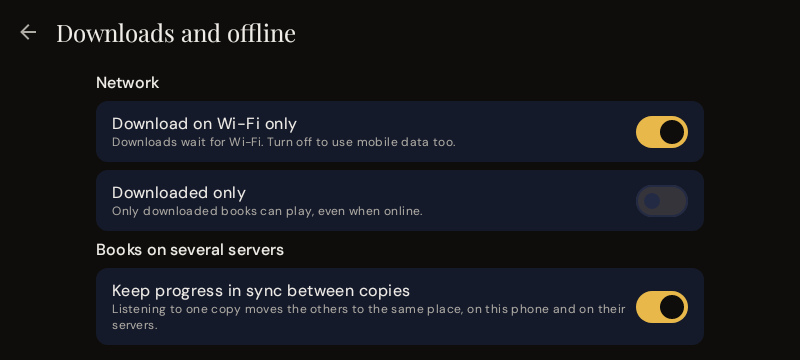 Downloads and offline
Network
Download on Wi-Fi only
Downloads wait for Wi-Fi. Turn off to use mobile data too.
Downloaded only
Only downloaded books can play, even when online.
Books on several servers
Keep progress in sync between copies
Listening to one copy moves the others to the same place, on this phone and on their
servers.